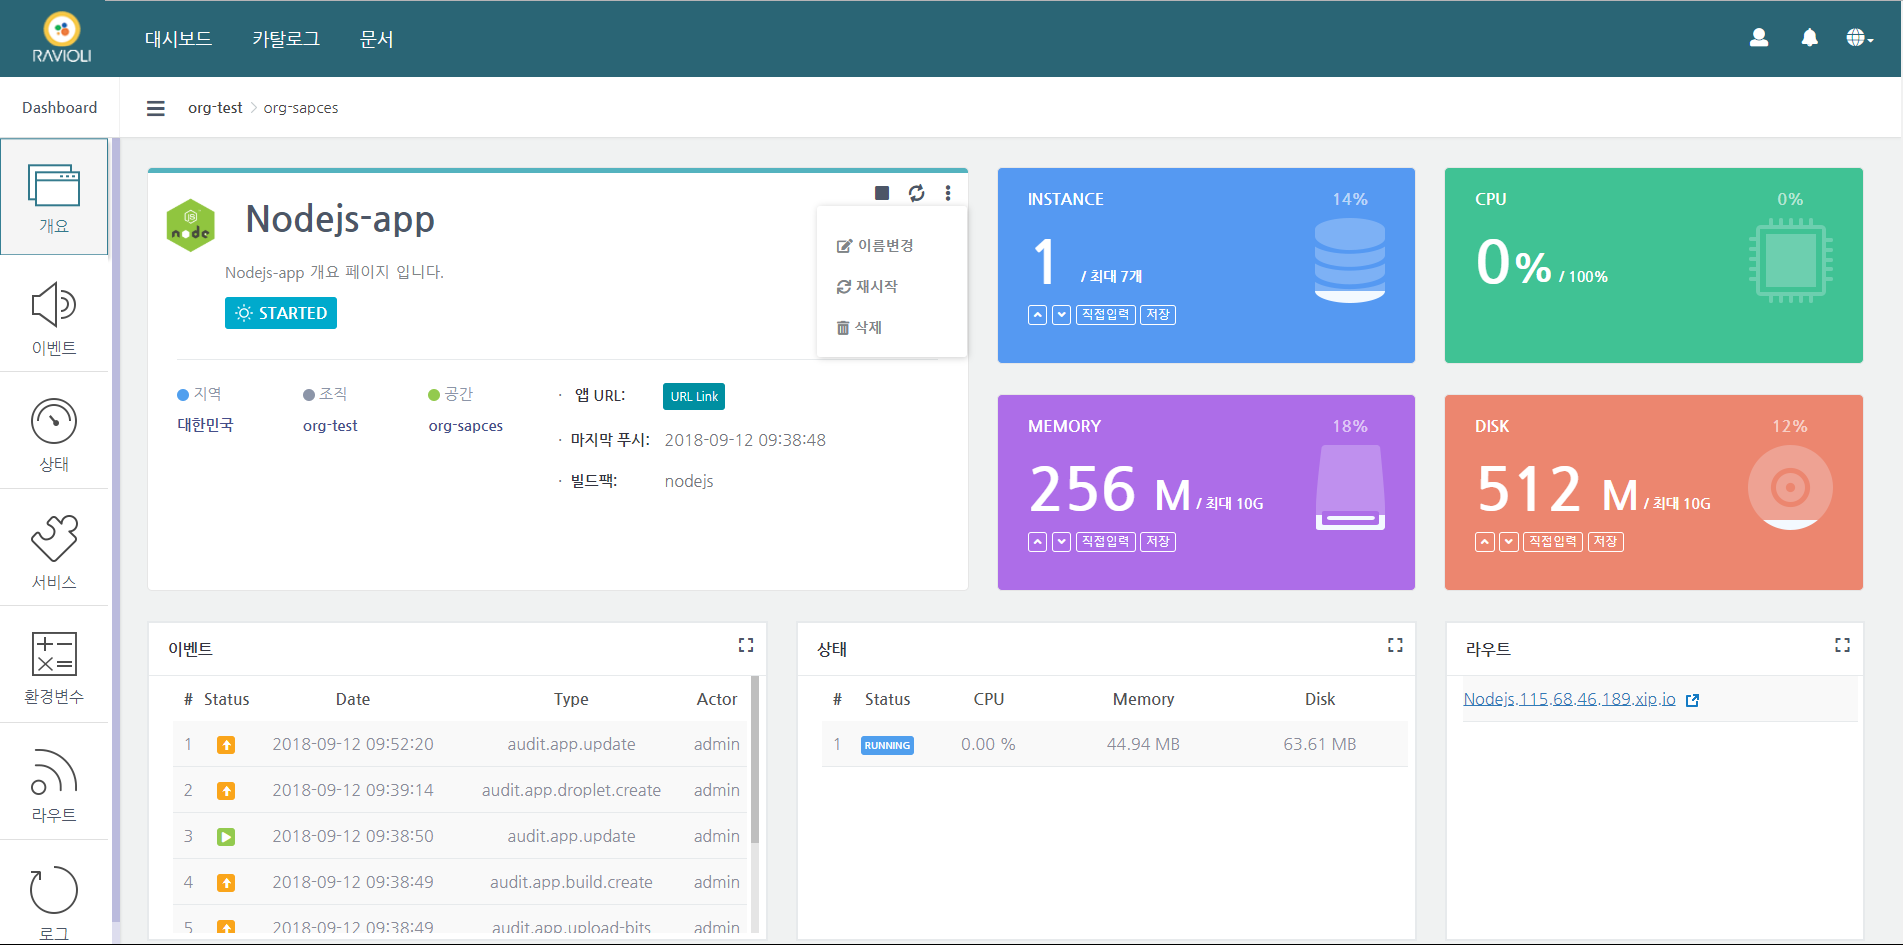 RAVIOLI
대시보드 카탈로그 문서
Dashboard
org-test > org-sapces
개요
이벤트
상태
서비스
환경변수
라우트
로그
JS
node
Nodejs-app
Nodejs-app 개요 페이지 입니다.
STARTED
이름변경
재시작
삭제
지역 조직 공간
대한민국 org-test org-sapces
· 앱 URL: URL Link
· 마지막 푸시: 2018-09-12 09:38:48
· 빌드팩: nodejs
INSTANCE 14%
1 / 최대 7개
직접입력 저장
CPU 0%
0% / 100%
MEMORY 18%
256 M / 최대 10G
직접입력 저장
DISK 12%
512 M / 최대 10G
직접입력 저장
이벤트
# Status Date Type Actor
1 2018-09-12 09:52:20 audit.app.update admin
2 2018-09-12 09:39:14 audit.app.droplet.create admin
3 2018-09-12 09:38:50 audit.app.update admin
4 2018-09-12 09:38:49 audit.app.build.create admin
5 2018-09-12 09:38:49 audit.app.upload-bits admin
상태
# Status CPU Memory Disk
1 RUNNING 0.00 % 44.94 MB 63.61 MB
라우트
Nodejs.115.68.46.189.xip.io